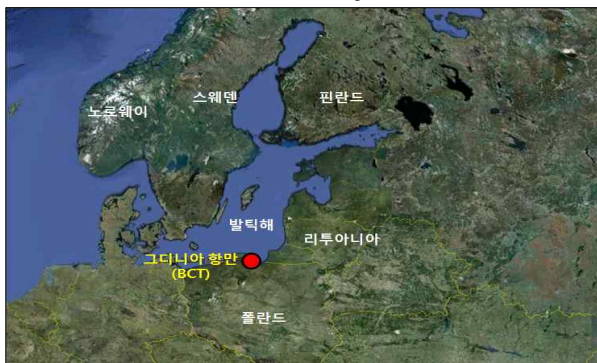 노르웨이
스웨덴
핀란드
발틱해
리투아니아
그디니아 항만
(BCT)
폴란드